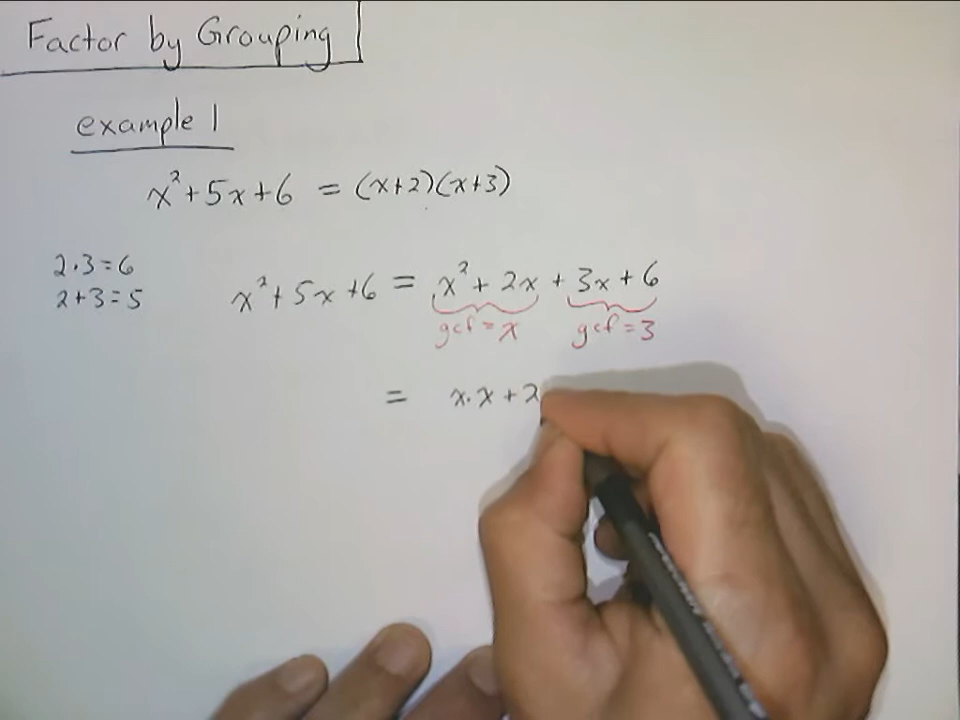 Factor by Grouping
example 1
x²+5x+6 = (x+2)(x+3)
2·3=6
2+3=5
x²+5x+6 = x²+2x+3x+6
gcf=x gcf=3
= x·x+2